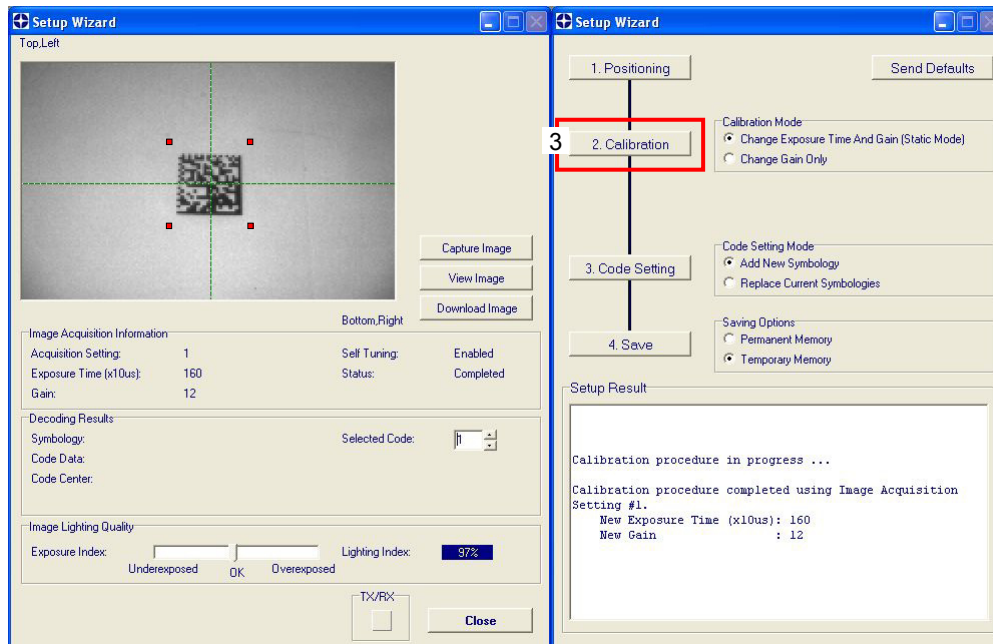 Setup Wizard
Top,Left
Capture Image
View Image
Download Image
Bottom,Right
Image Acquisition Information
Acquisition Setting: 1 Self Tuning: Enabled
Exposure Time (x10us): 160 Status: Completed
Gain: 12
Decoding Results
Symbology: Selected Code: 1
Code Data:
Code Center:
Image Lighting Quality
Exposure Index: Lighting Index: 97%
Underexposed OK Overexposed
TX/RX
Close
Setup Wizard
1. Positioning Send Defaults
3
2. Calibration
Calibration Mode
Change Exposure Time And Gain (Static Mode)
Change Gain Only
3. Code Setting
Code Setting Mode
Add New Symbology
Replace Current Symbologies
4. Save
Saving Options
Permanent Memory
Temporary Memory
Setup Result
Calibration procedure in progress ...
Calibration procedure completed using Image Acquisition
Setting #1.
New Exposure Time (x10us): 160
New Gain : 12